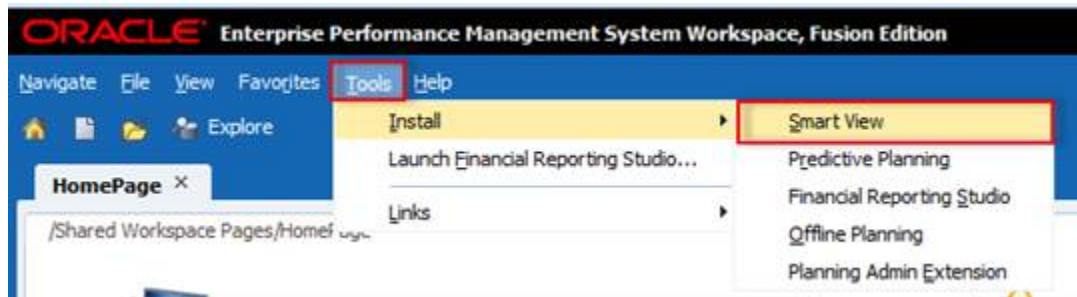 ORACLE Enterprise Performance Management System Workspace, Fusion Edition
Navigate File View Favorites Tools Help
Explore
Install
Smart View
Launch Financial Reporting Studio...
Predictive Planning
HomePage ×
Financial Reporting Studio
Links
/Shared Workspace Pages/HomePage
Offline Planning
Planning Admin Extension